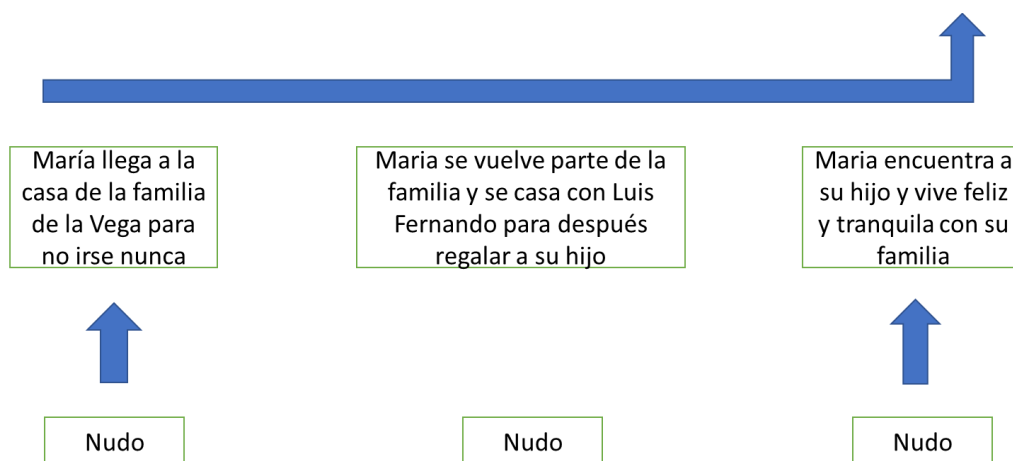 María llega a la
casa de la familia
de la Vega para
no irse nunca
Maria se vuelve parte de la
familia y se casa con Luis
Fernando para después
regalar a su hijo
Maria encuentra a
su hijo y vive feliz
y tranquila con su
familia
Nudo
Nudo
Nudo